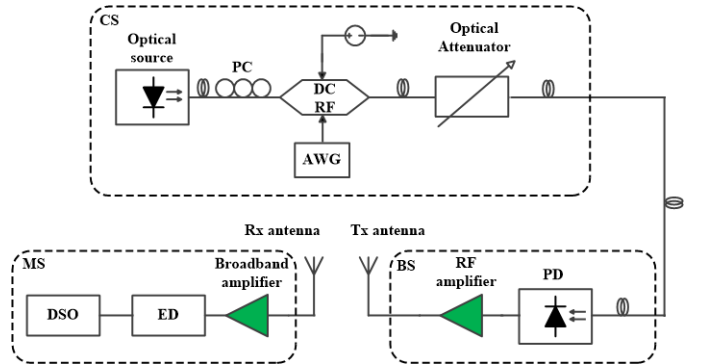 CS
Optical
source
PC
DC
RF
AWG
Optical
Attenuator
Rx antenna
Tx antenna
MS
Broadband
amplifier
DSO
ED
BS
RF
amplifier
PD